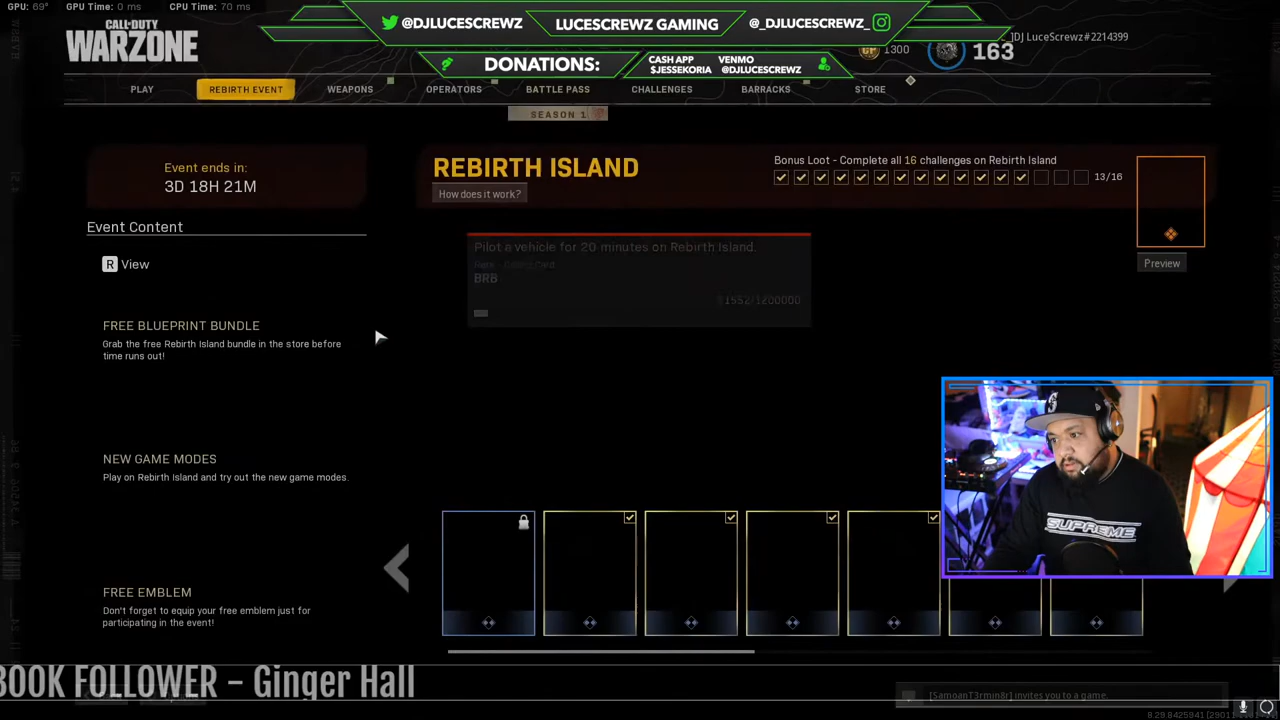 GPU: 69° GPU Time: 0 ms CPU Time: 70 ms
CALL OF DUTY
WARZONE
@DJLUCESCREWZ
LUCESCREWZ GAMING
@_DJLUCESCREWZ_
DONATIONS:
CASH APP
$JESSEKORIA
VENMO
@DJLUCESCREWZ
1300
]DJ LuceScrewz#2214399
163
PLAY
REBIRTH EVENT
WEAPONS
OPERATORS
BATTLE PASS
CHALLENGES
BARRACKS
STORE
SEASON 1
Event ends in:
3D 18H 21M
REBIRTH ISLAND
How does it work?
Bonus Loot - Complete all 16 challenges on Rebirth Island
13/16
Preview
Event Content
R View
Pilot a vehicle for 20 minutes on Rebirth Island.
BRB
FREE BLUEPRINT BUNDLE
Grab the free Rebirth Island bundle in the store before
time runs out!
NEW GAME MODES
Play on Rebirth Island and try out the new game modes.
FREE EMBLEM
Don't forget to equip your free emblem just for
participating in the event!
SUPREME
BOOK FOLLOWER - Ginger Hall
[SamoanT3rmin8r] invites you to a game.